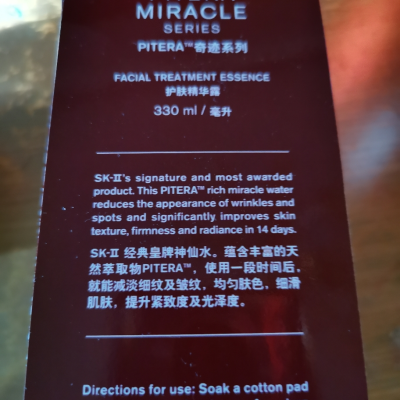 MIRACLE
SERIES
PITERA™奇迹系列
FACIAL TREATMENT ESSENCE
护肤精华露
330 ml / 毫升
SK-II's signature and most awarded
product. This PITERA™ rich miracle water
reduces the appearance of wrinkles and
spots and significantly improves skin
texture, firmness and radiance in 14 days.
SK-II 经典皇牌神仙水。蕴含丰富的天
然萃取物PITERA™，使用一段时间后，
就能减淡细纹及皱纹，均匀肤色，细滑
肌肤，提升紧致度及光泽度。
Directions for use: Soak a cotton pad